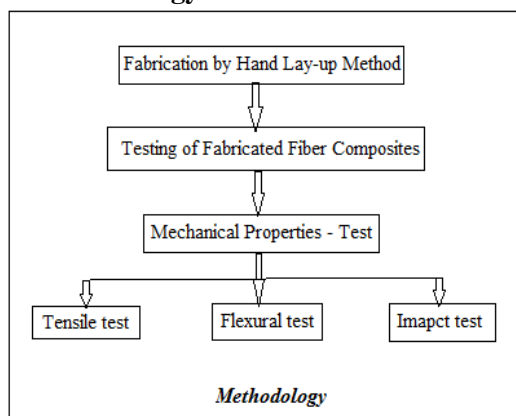 Fabrication by Hand Lay-up Method
Testing of Fabricated Fiber Composites
Mechanical Properties - Test
Tensile test
Flexural test
Imapct test
Methodology